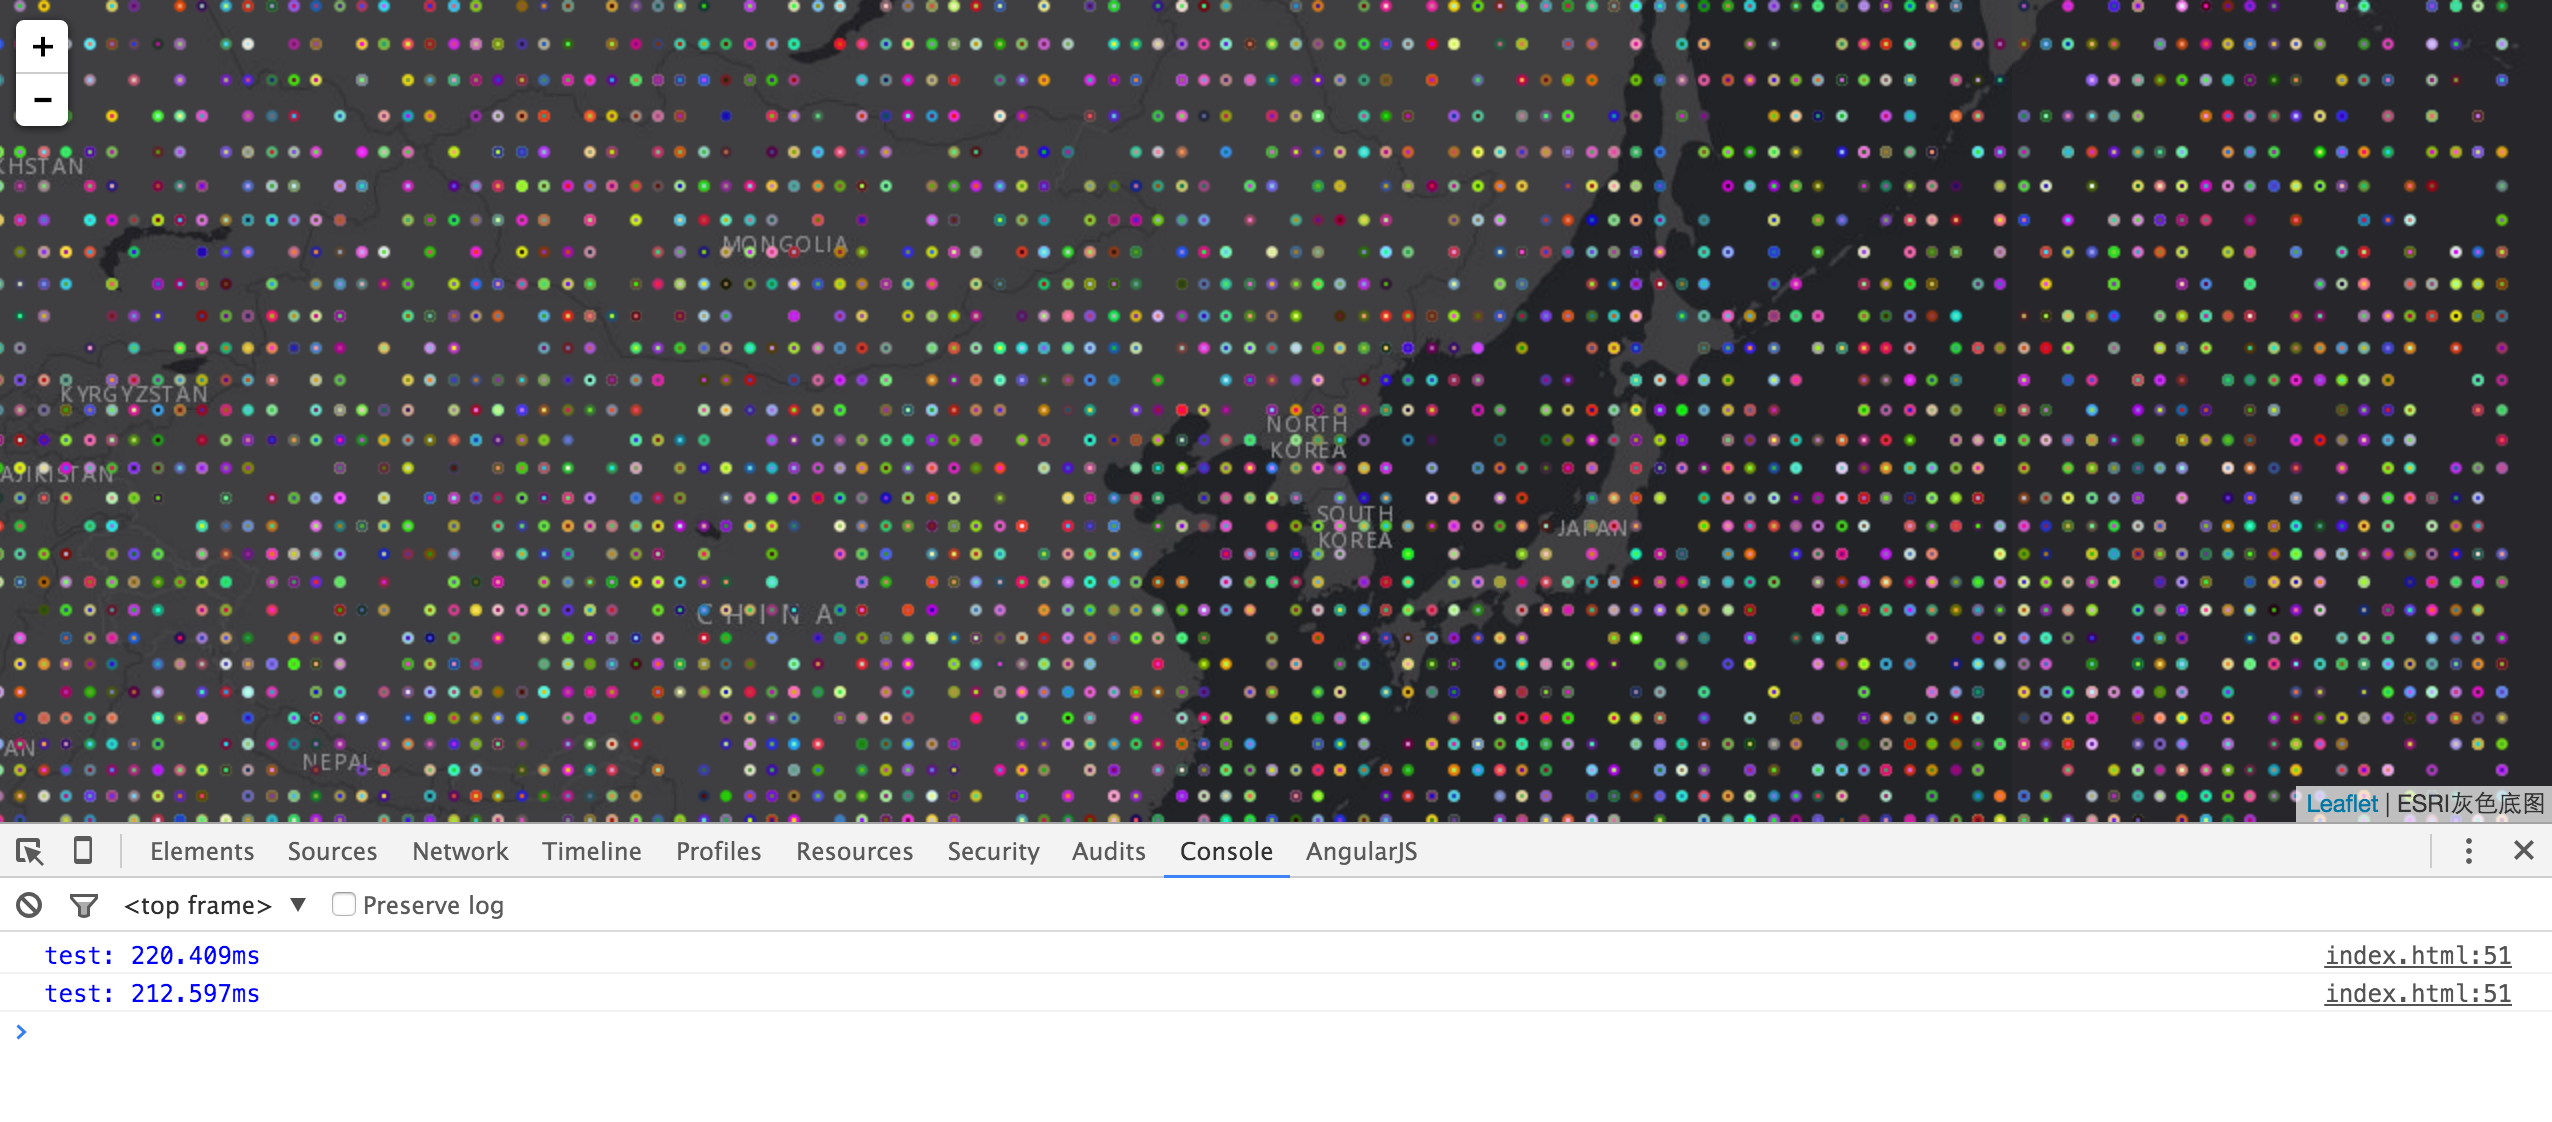 +
−
KHSTAN
MONGOLIA
KYRGYZSTAN
AJIKISTAN
NORTH
KOREA
SOUTH
KOREA
JAPAN
CHINA
AN
NEPAL
Leaflet | ESRI灰色底图
Elements Sources Network Timeline Profiles Resources Security Audits Console AngularJS
<top frame> ▼ Preserve log
test: 220.409ms index.html:51
test: 212.597ms index.html:51